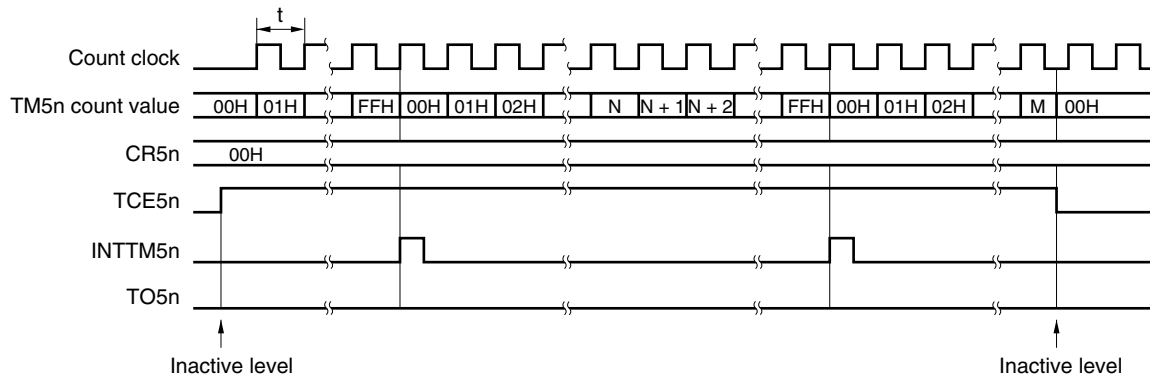 t
Count clock
TM5n count value 00H 01H FFH 00H 01H 02H N N + 1 N + 2 FFH 00H 01H 02H M 00H
CR5n 00H
TCE5n
INTTM5n
TO5n
Inactive level Inactive level